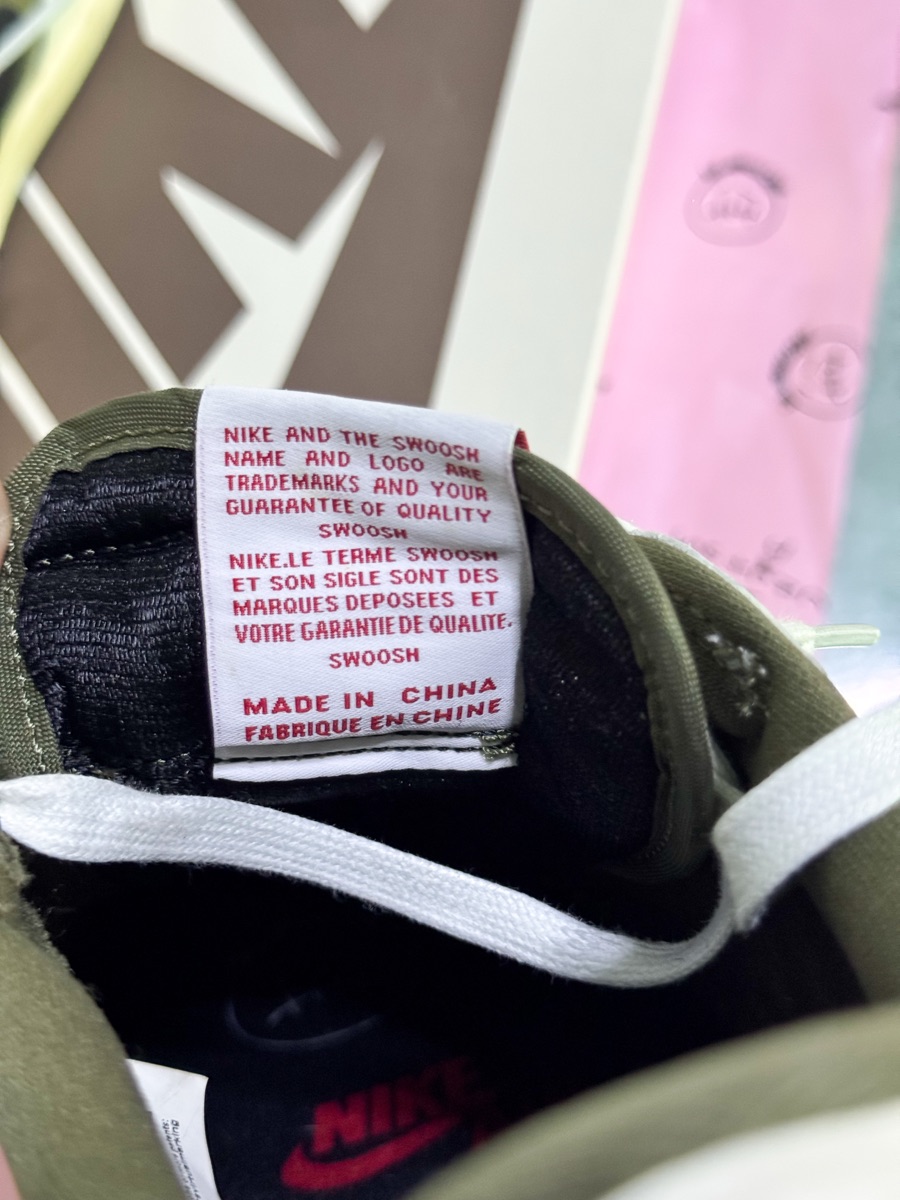 NIKE AND THE SWOOSH
NAME AND LOGO ARE
TRADEMARKS AND YOUR
GUARANTEE OF QUALITY
SWOOSH
NIKE.LE TERME SWOOSH
ET SON SIGLE SONT DES
MARQUES DEPOSEES ET
VOTRE GARANTIE DE QUALITE.
SWOOSH
MADE IN CHINA
FABRIQUE EN CHINE
NIKE